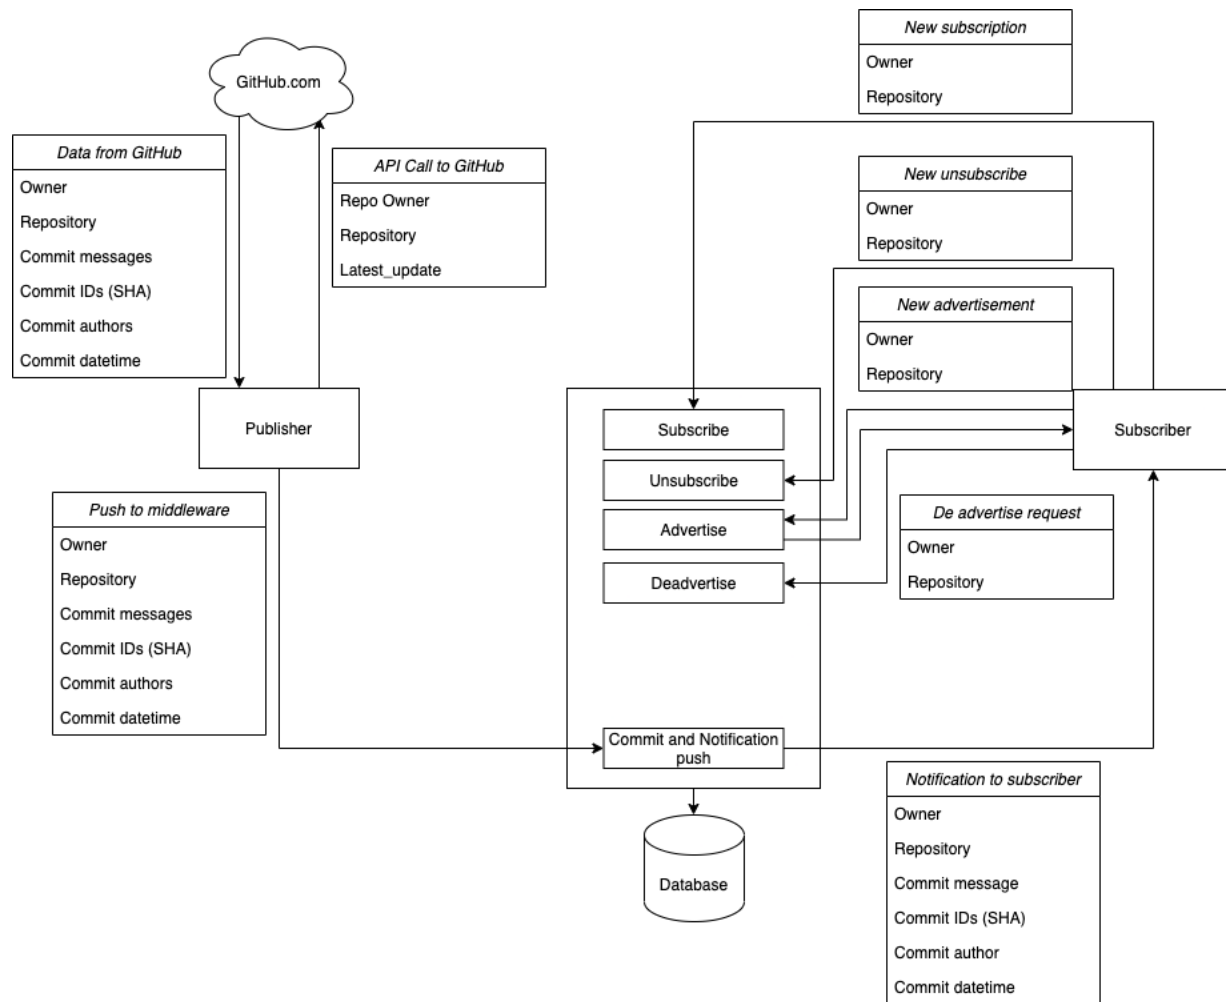 New subscription
Owner
Repository
GitHub.com
Data from GitHub
Owner
Repository
Commit messages
Commit IDs (SHA)
Commit authors
Commit datetime
API Call to GitHub
Repo Owner
Repository
Latest_update
New unsubscribe
Owner
Repository
New advertisement
Owner
Repository
Publisher
Subscribe
Unsubscribe
Advertise
Deadvertise
Subscriber
Push to middleware
Owner
Repository
Commit messages
Commit IDs (SHA)
Commit authors
Commit datetime
De advertise request
Owner
Repository
Commit and Notification
push
Database
Notification to subscriber
Owner
Repository
Commit message
Commit IDs (SHA)
Commit author
Commit datetime